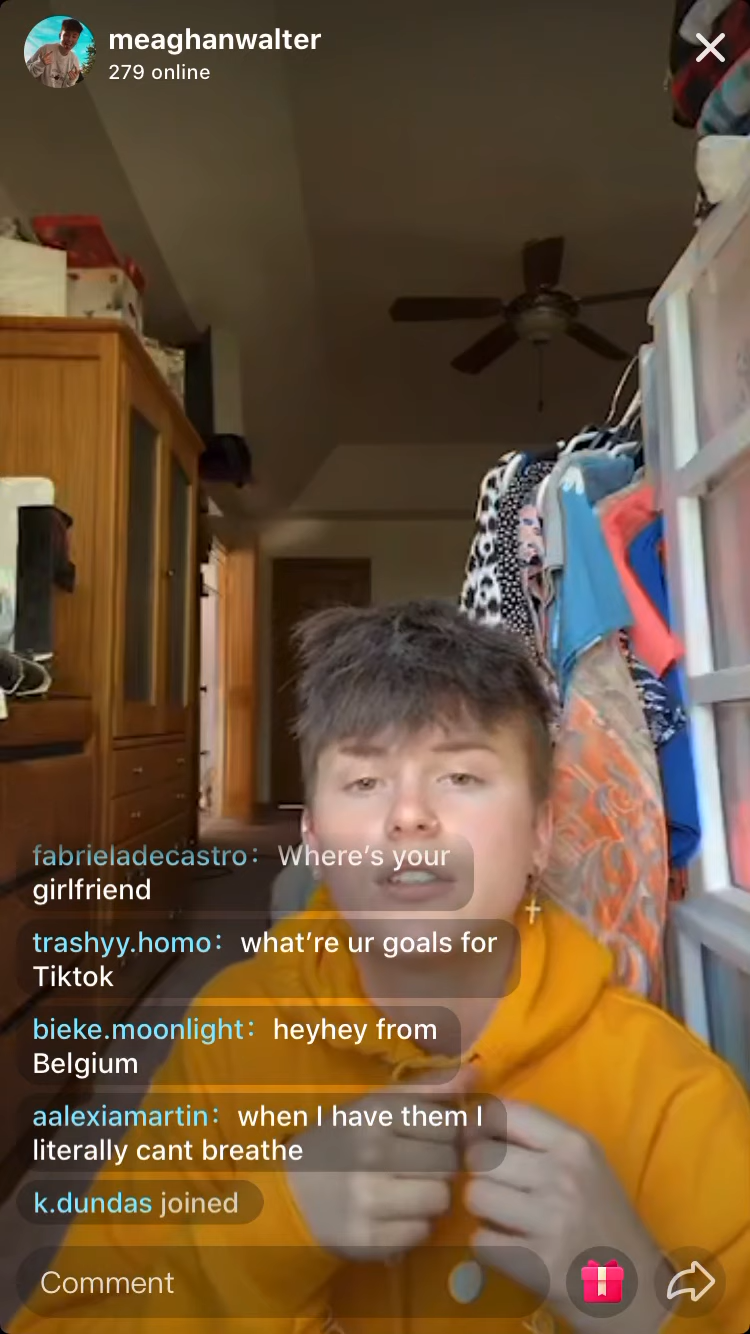 meaghanwalter
279 online
fabrieladecastro: Where's your
girlfriend
trashyy.homo: what're ur goals for
Tiktok
bieke.moonlight: heyhey from
Belgium
aalexiamartin: when I have them I
literally cant breathe
k.dundas joined
Comment